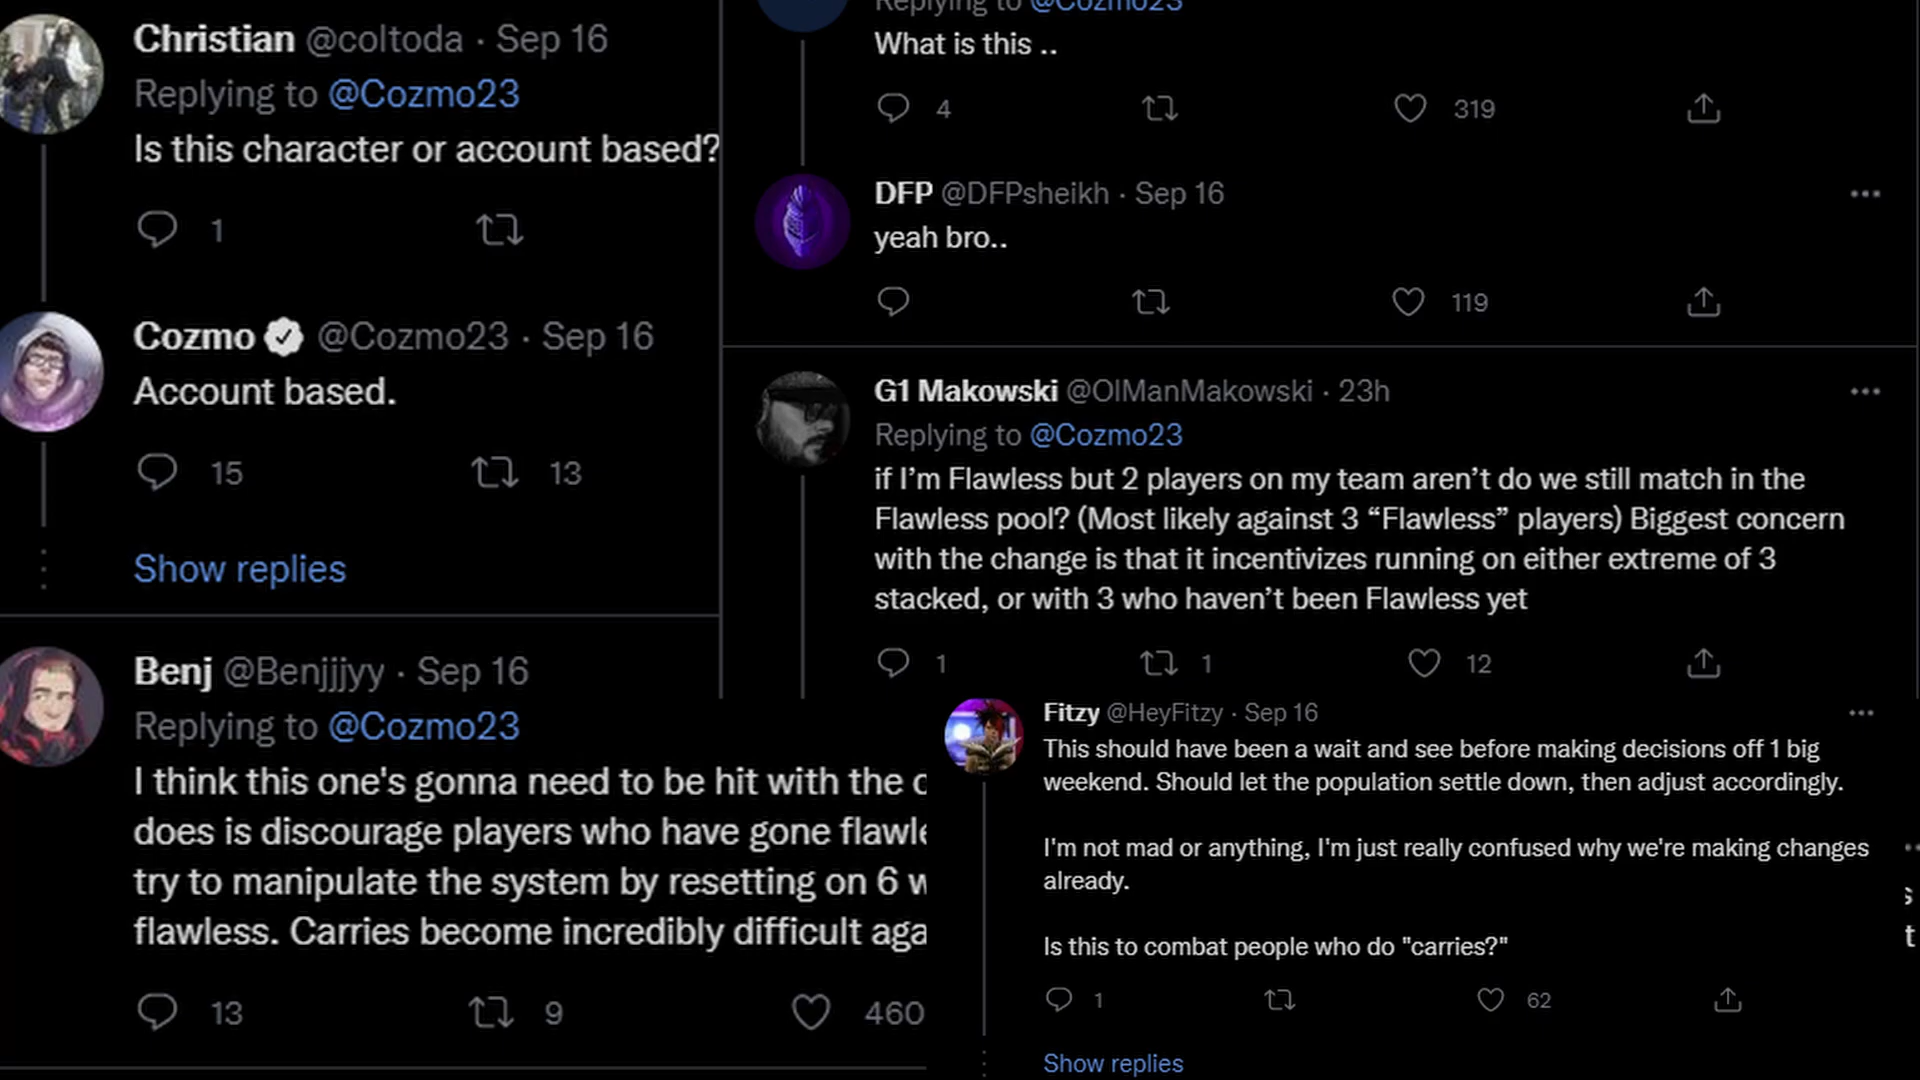 Christian @coltoda · Sep 16
Replying to @Cozmo23
Is this character or account based?
1
Cozmo @Cozmo23 · Sep 16
Account based.
15 13
Show replies
Benj @Benjjjyy · Sep 16
Replying to @Cozmo23
I think this one's gonna need to be hit with the
does is discourage players who have gone
try to manipulate the system by resetting on 6
flawless. Carries become incredibly difficult
13 9 460
Replying to @Cozmo23
What is this ..
4 319
DFP @DFPsheikh · Sep 16
yeah bro..
119
G1 Makowski @OlManMakowski · 23h
Replying to @Cozmo23
if I’m Flawless but 2 players on my team aren’t do we still match in the
Flawless pool? (Most likely against 3 “Flawless” players) Biggest concern
with the change is that it incentivizes running on either extreme of 3
stacked, or with 3 who haven’t been Flawless yet
1 1 12
Fitzy @HeyFitzy · Sep 16
This should have been a wait and see before making decisions off 1 big
weekend. Should let the population settle down, then adjust accordingly.
I'm not mad or anything, I'm just really confused why we're making changes
already.
Is this to combat people who do "carries?"
1 62
Show replies